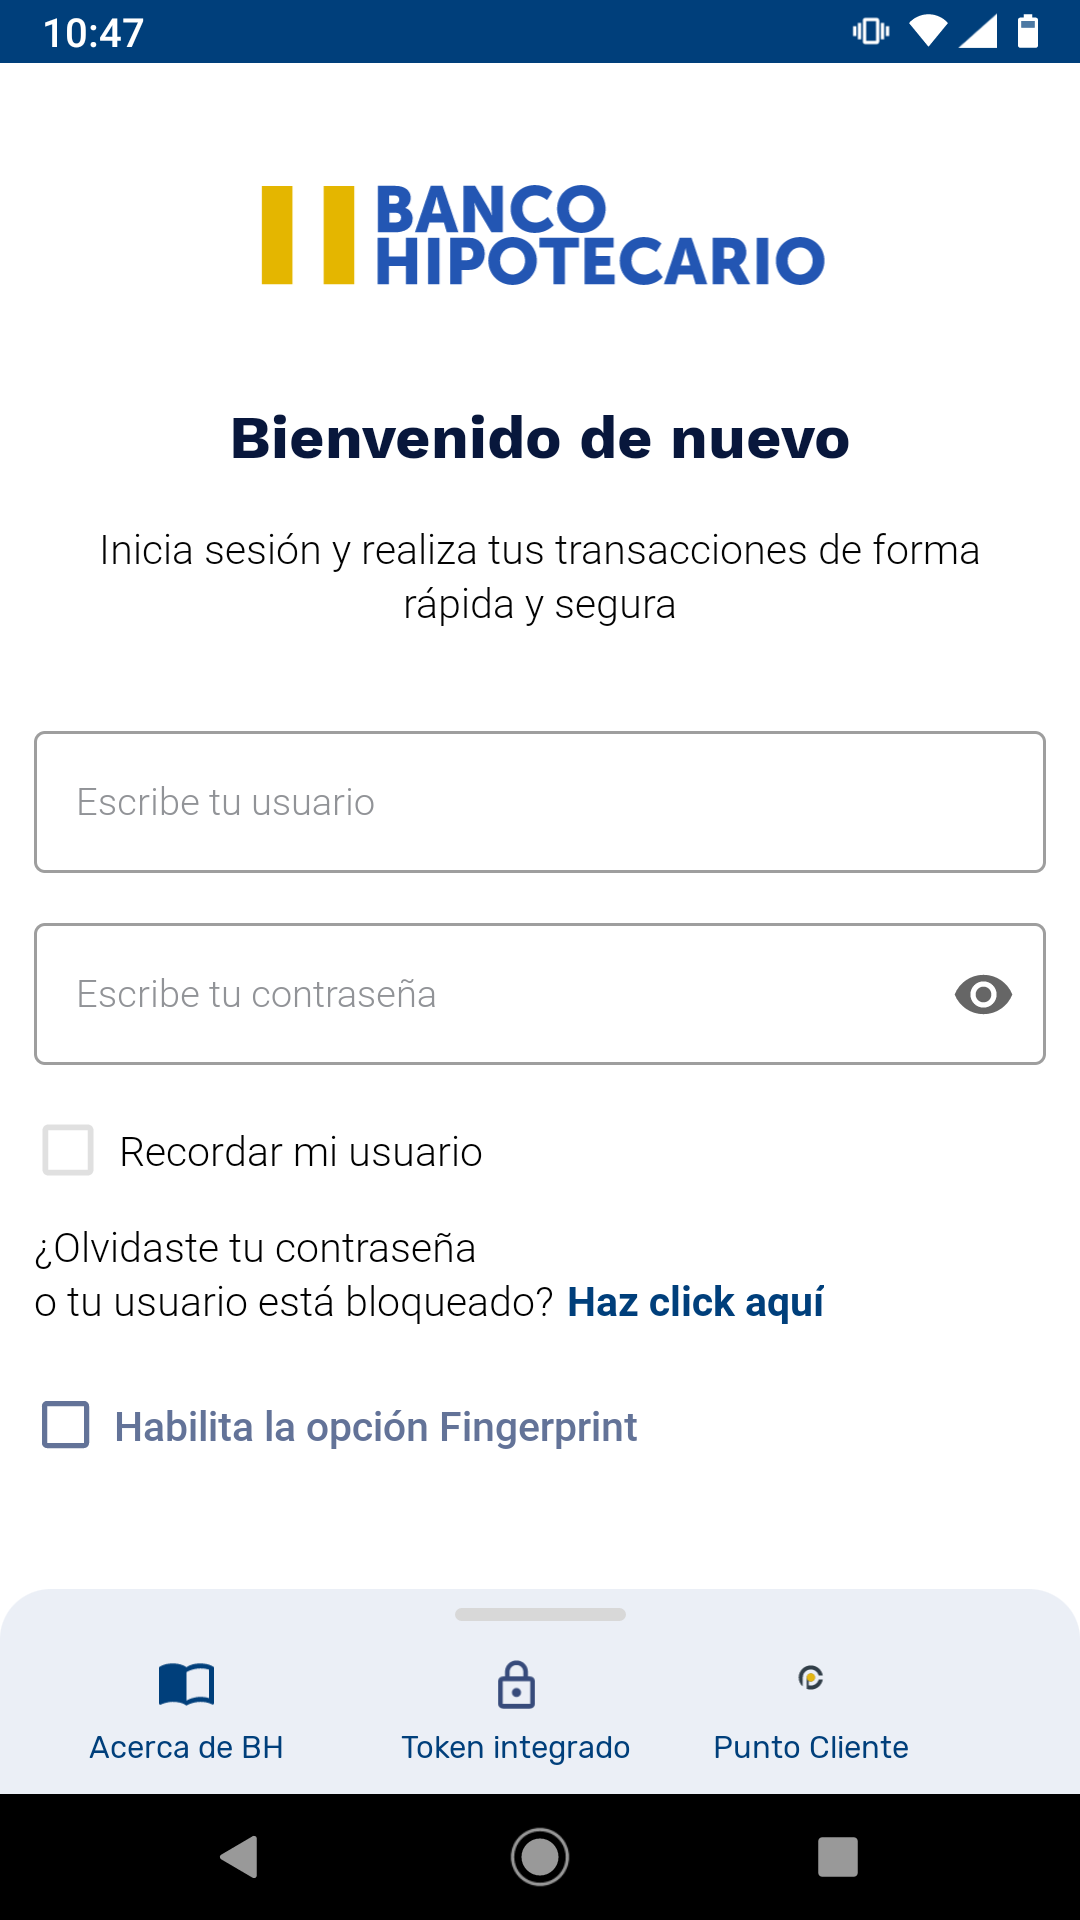 10:47
BANCO
HIPOTECARIO
Bienvenido de nuevo
Inicia sesión y realiza tus transacciones de forma
rápida y segura
Escribe tu usuario
Escribe tu contraseña
Recordar mi usuario
¿Olvidaste tu contraseña
o tu usuario está bloqueado? Haz click aquí
Habilita la opción Fingerprint
Acerca de BH
Token integrado
Punto Cliente